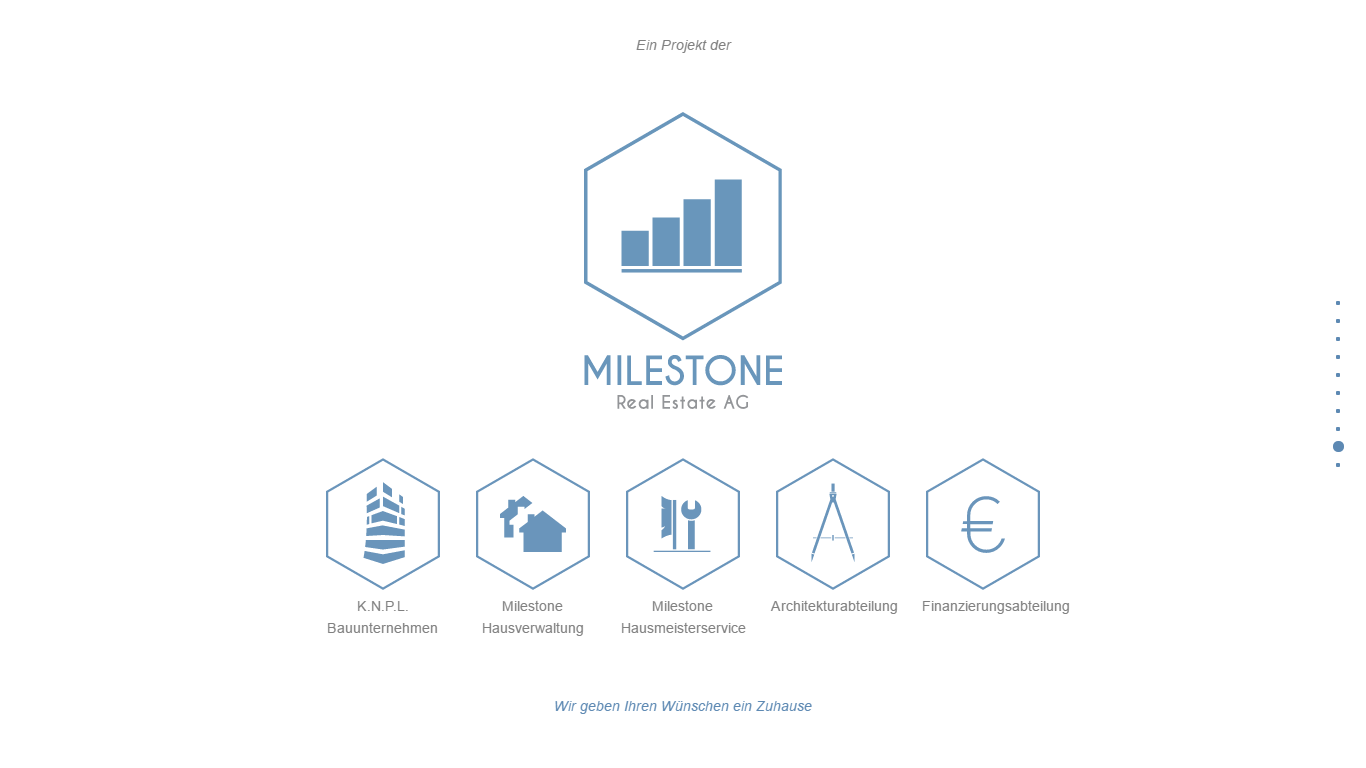 Ein Projekt der
MILESTONE
Real Estate AG
K.N.P.L.
Bauunternehmen
Milestone
Hausverwaltung
Milestone
Hausmeisterservice
Architekturabteilung
Finanzierungsabteilung
Wir geben Ihren Wünschen ein Zuhause